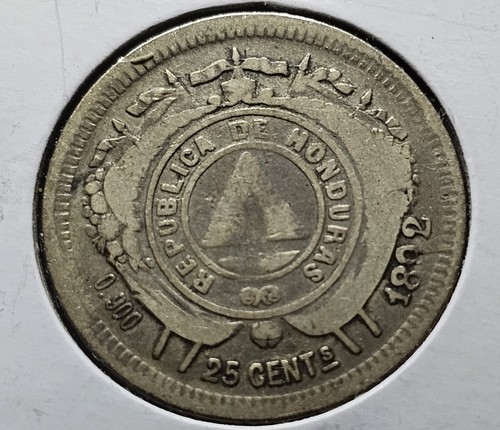 REPUBLICA DE HONDURAS
0.900
25 CENTS
1892